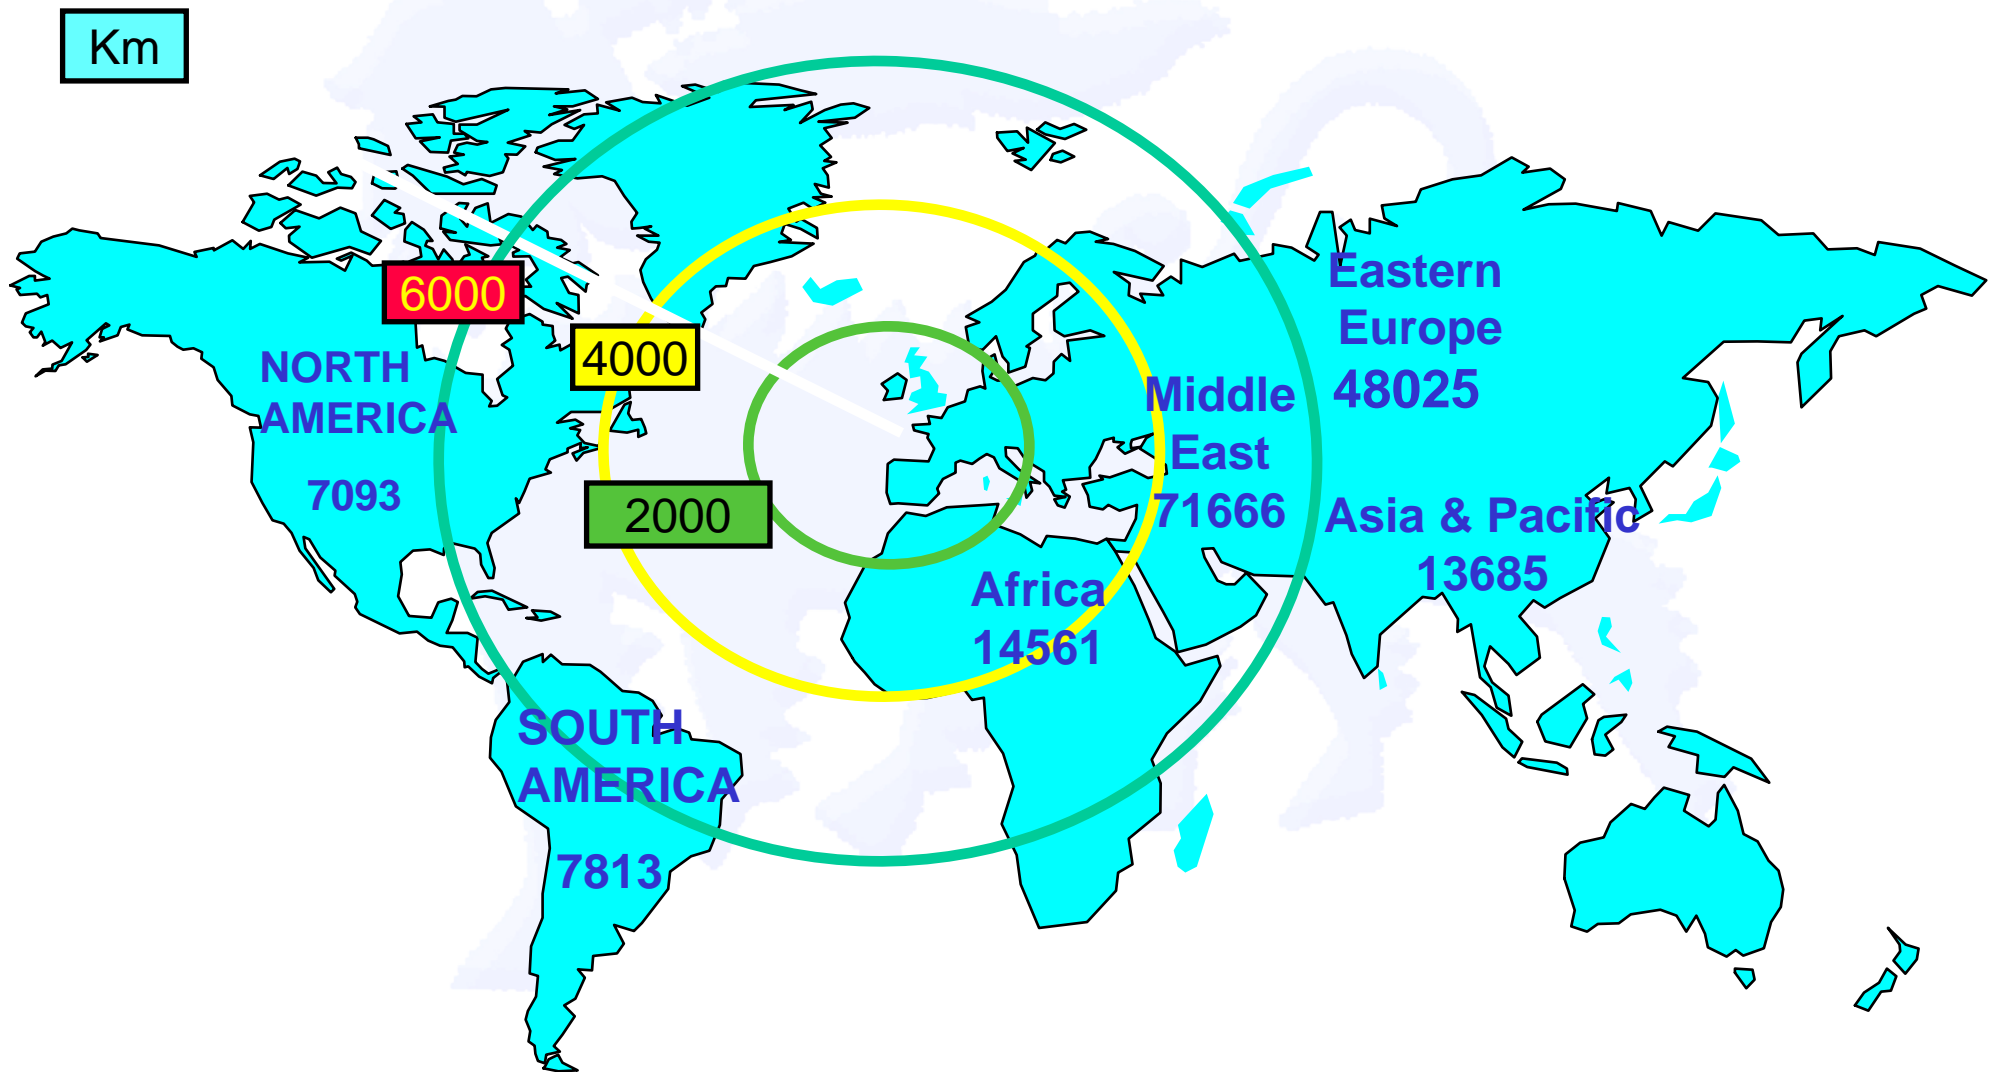 Km
6000
4000
2000
NORTH
AMERICA
7093
SOUTH
AMERICA
7813
Africa
14561
Middle
East
71666
Eastern
Europe
48025
Asia & Pacific
13685